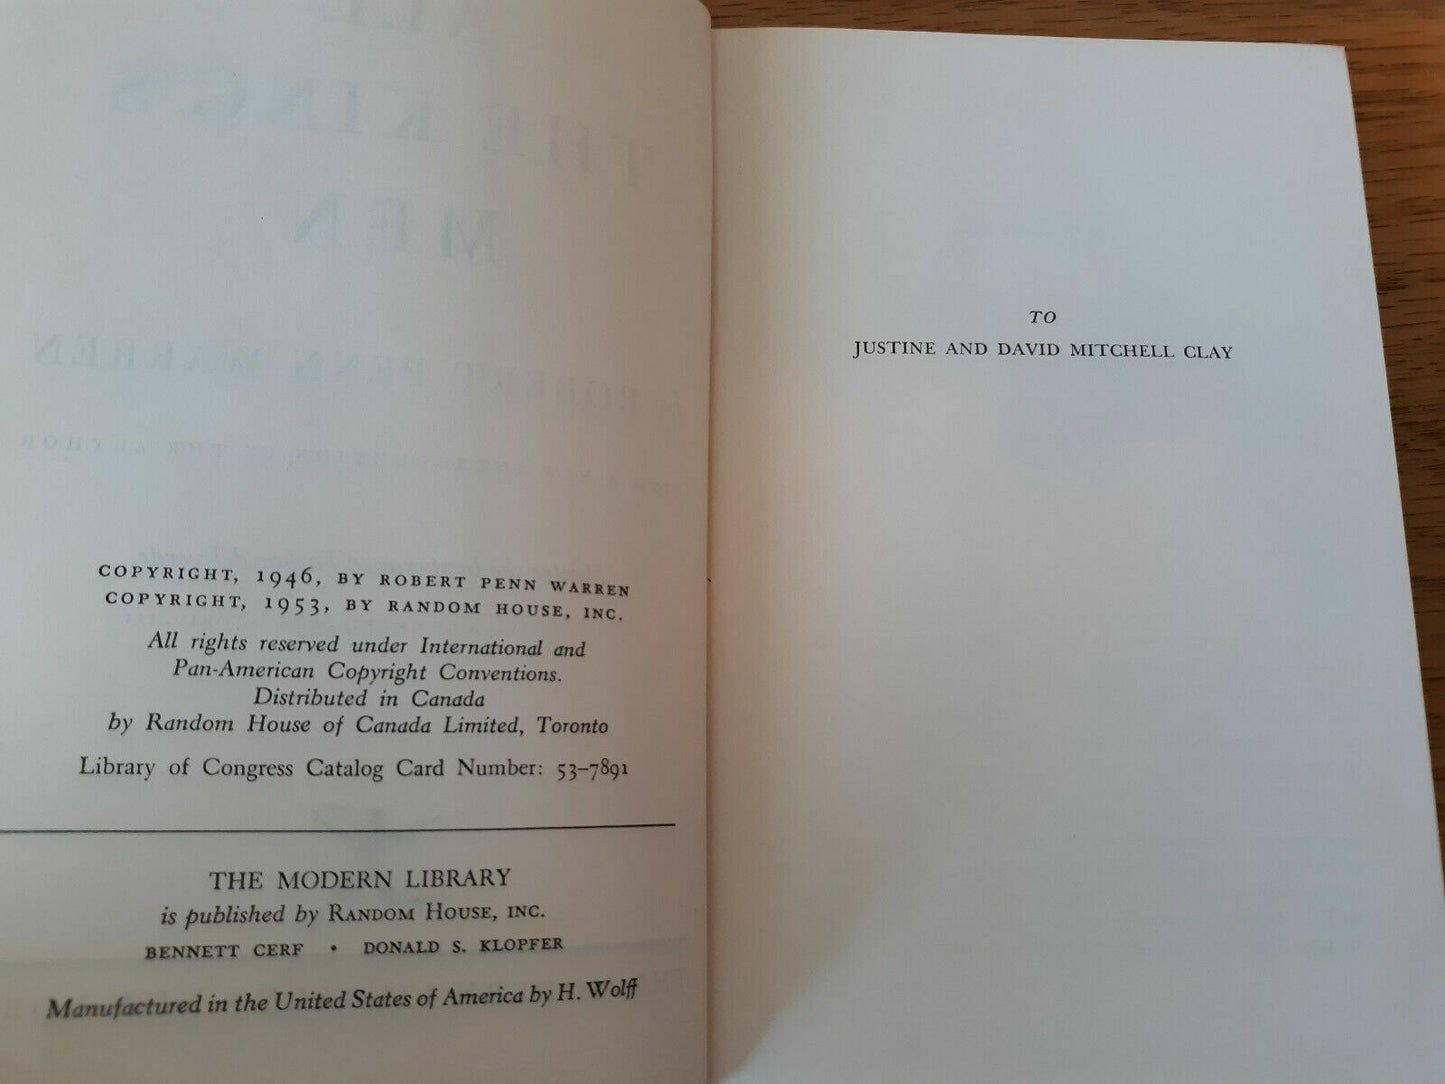 COPYRIGHT, 1946, BY ROBERT PENN WARREN
COPYRIGHT, 1953, BY RANDOM HOUSE, INC.
All rights reserved under International and
Pan-American Copyright Conventions.
Distributed in Canada
by Random House of Canada Limited, Toronto
Library of Congress Catalog Card Number: 53-7891
THE MODERN LIBRARY
is published by RANDOM HOUSE, INC.
BENNETT CERF • DONALD S. KLOPFER
Manufactured in the United States of America by H. Wolff
TO
JUSTINE AND DAVID MITCHELL CLAY